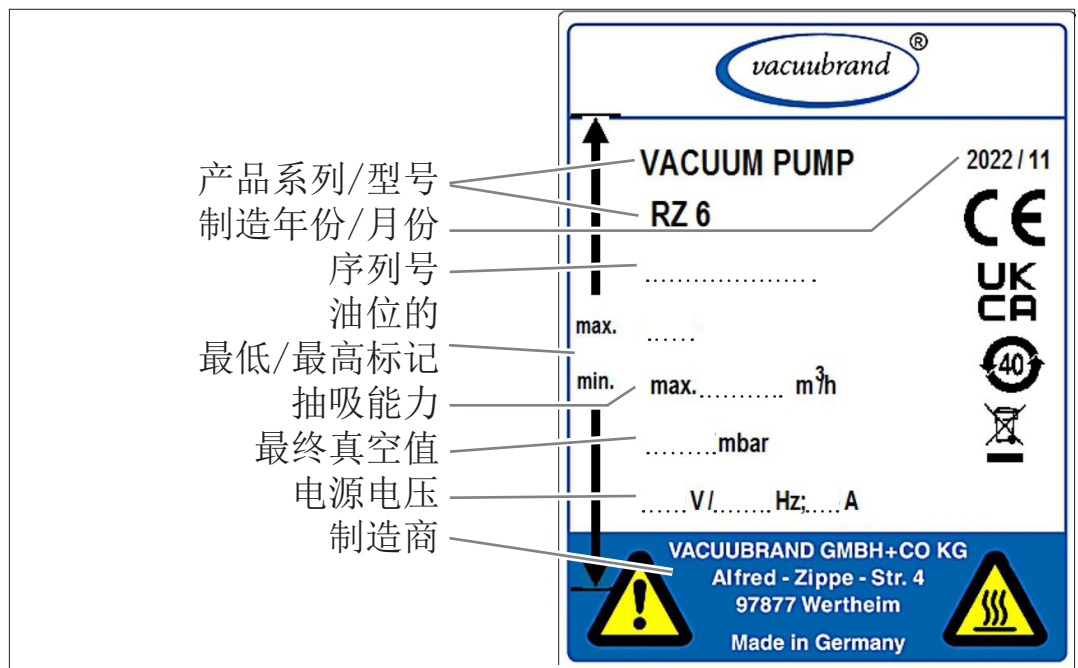 vacuubrand ®
产品系列/型号
制造年份/月份
序列号
油位的
最低/最高标记
抽吸能力
最终真空值
电源电压
制造商
VACUUM PUMP
2022 / 11
RZ 6
CE
UK
CA
.....................
max. .....
40
min. max............ m³/h
........mbar
.....V /....... Hz;.....A
VACUUBRAND GMBH+CO KG
Alfred - Zippe - Str. 4
97877 Wertheim
Made in Germany